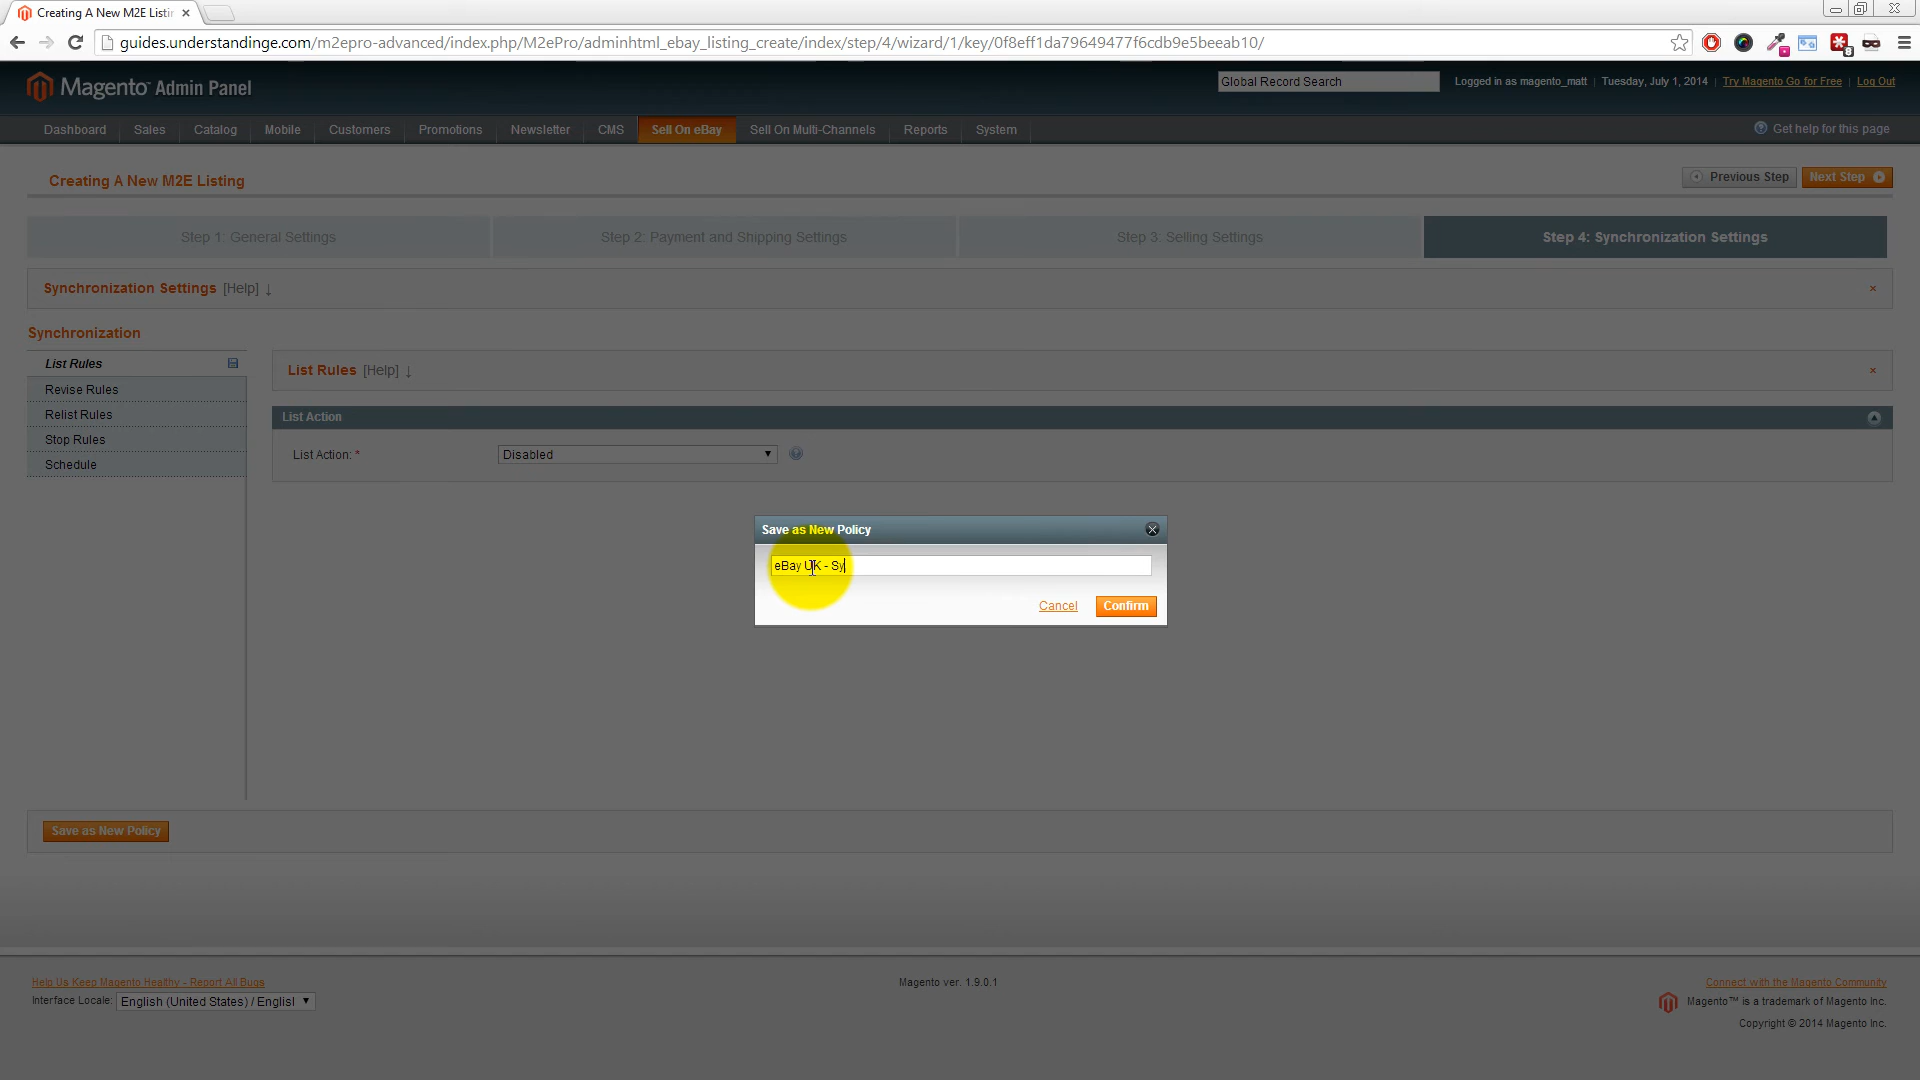 Creating A New M2E Listin
guides.understandinge.com/m2epro-advanced/index.php/M2ePro/adminhtml_ebay_listing_create/index/step/4/wizard/1/key/0f8eff1da79649477f6cdb9e5beeab10/
8
Magento™ Admin Panel
Global Record Search
Logged in as magento_matt | Tuesday, July 1, 2014 | Try Magento Go for Free | Log Out
Dashboard Sales Catalog Mobile Customers Promotions Newsletter CMS Sell On eBay Sell On Multi-Channels Reports System
Get help for this page
Creating A New M2E Listing
Previous Step Next Step
Step 1: General Settings Step 2: Payment and Shipping Settings Step 3: Selling Settings Step 4: Synchronization Settings
Synchronization Settings [Help] ↓
Synchronization
List Rules
Revise Rules
Relist Rules
Stop Rules
Schedule
List Rules [Help] ↓
List Action
List Action: * Disabled
Save as New Policy
eBay UK - Sy
Cancel Confirm
Save as New Policy
Help Us Keep Magento Healthy - Report All Bugs
Interface Locale: English (United States) / Englisl
Magento ver. 1.9.0.1
Connect with the Magento Community
Magento™ is a trademark of Magento Inc.
Copyright © 2014 Magento Inc.